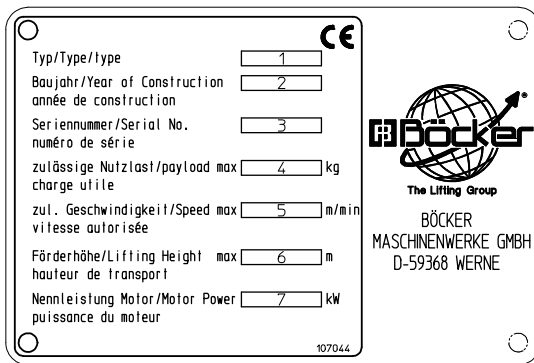 CE
Typ/Type/type 1
Baujahr/Year of Construction 2
année de construction
Seriennummer/Serial No. 3
numéro de série
zulässige Nutzlast/payload max 4 kg
charge utile
zul. Geschwindigkeit/Speed max 5 m/min
vitesse autorisée
Förderhöhe/Lifting Height max 6 m
hauteur de transport
Nennleistung Motor/Motor Power 7 kW
puissance du moteur
107044
Böcker
®
The Lifting Group
BÖCKER
MASCHINENWERKE GMBH
D-59368 WERNE